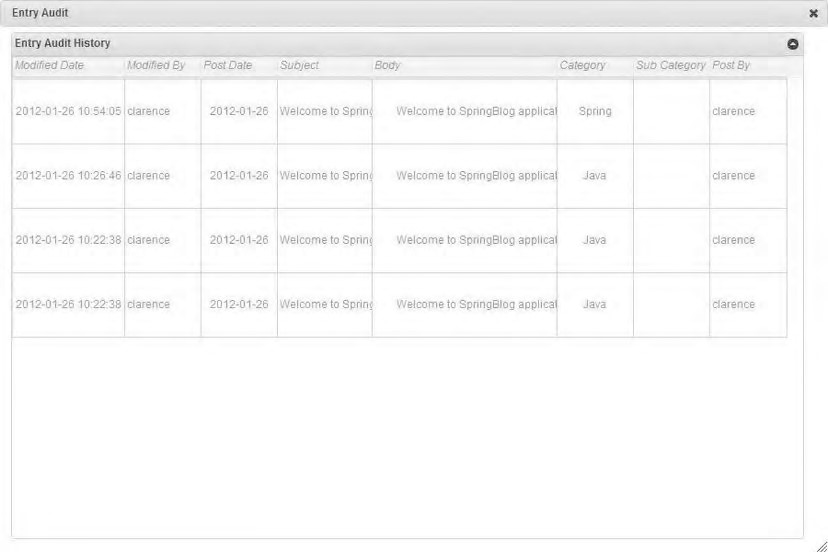 Entry Audit
Entry Audit History
Modified Date Modified By Post Date Subject Body Category Sub Category Post By
2012-01-26 10:54:05 clarence 2012-01-26 Welcome to Spring Welcome to SpringBlog applicat Spring clarence
2012-01-26 10:26:46 clarence 2012-01-26 Welcome to Spring Welcome to SpringBlog applicat Java clarence
2012-01-26 10:22:38 clarence 2012-01-26 Welcome to Spring Welcome to SpringBlog applicat Java clarence
2012-01-26 10:22:38 clarence 2012-01-26 Welcome to Spring Welcome to SpringBlog applicat Java clarence